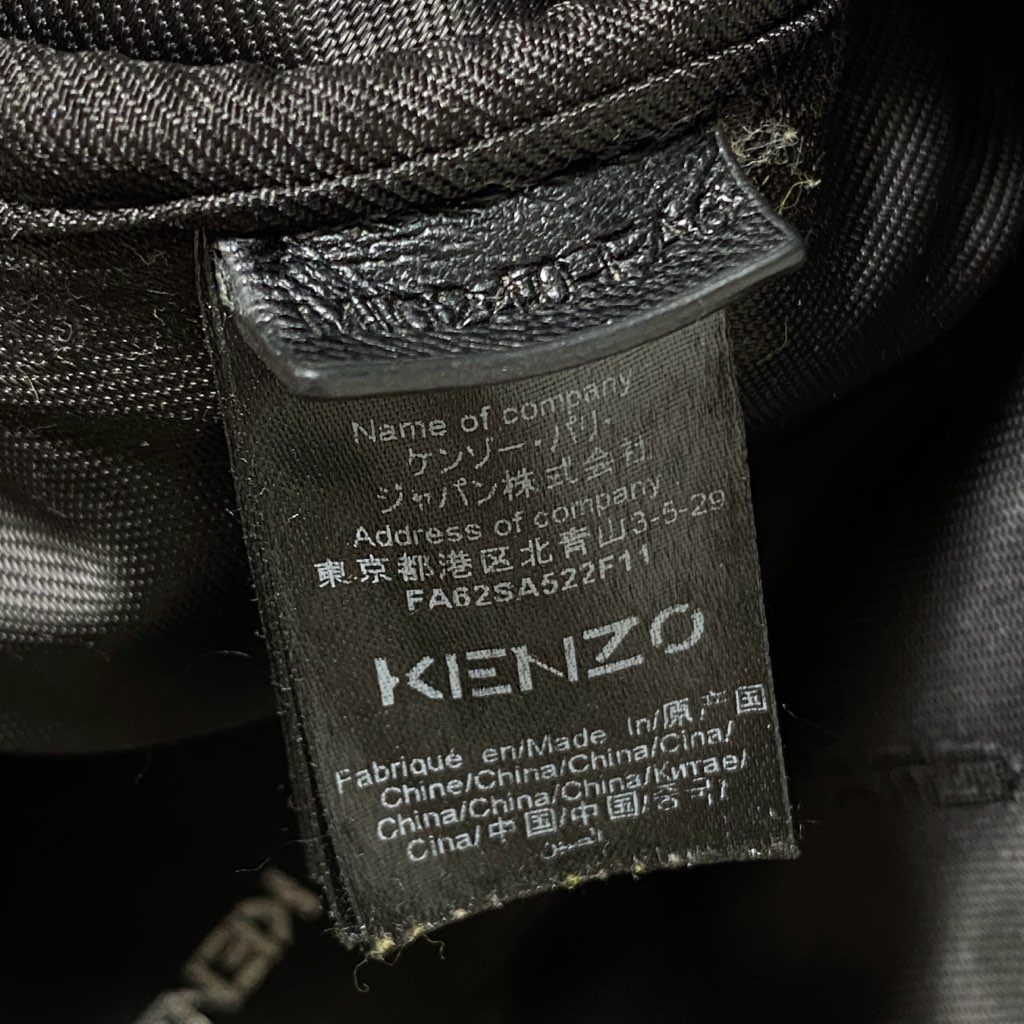 Name of company
ケンゾー・パリ・
ジャパン株式会社
Address of company
東京都港区北青山3-5-29
FA62SA522F11
KENZO
Fabriqué en/Made In/原产国
Chine/China/China/Cina/
China/China/China/Китае/
Cina/中国/中国/중국/
الصين
KEN